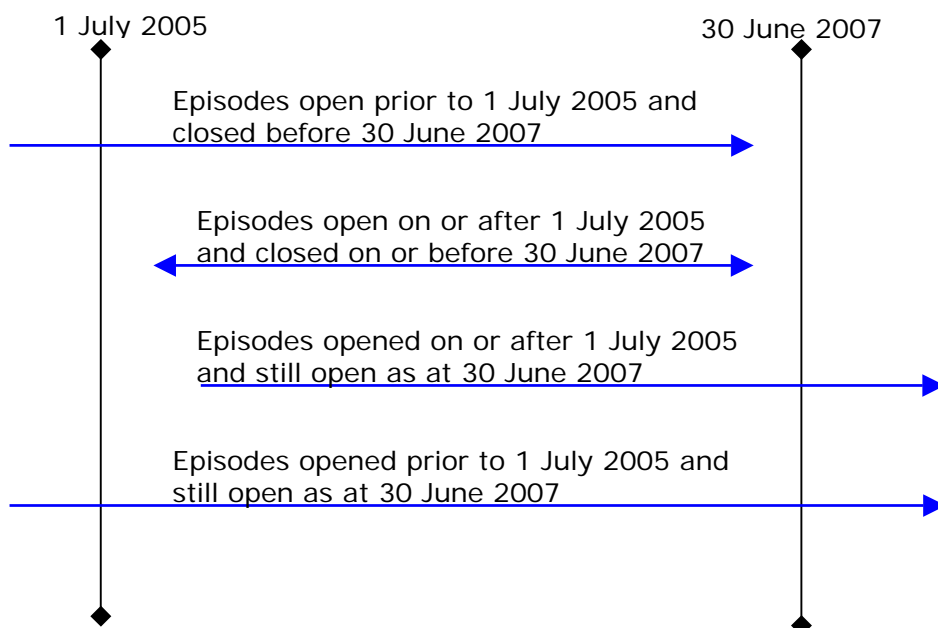 1 July 2005
30 June 2007
Episodes open prior to 1 July 2005 and
closed before 30 June 2007
Episodes open on or after 1 July 2005
and closed on or before 30 June 2007
Episodes opened on or after 1 July 2005
and still open as at 30 June 2007
Episodes opened prior to 1 July 2005 and
still open as at 30 June 2007